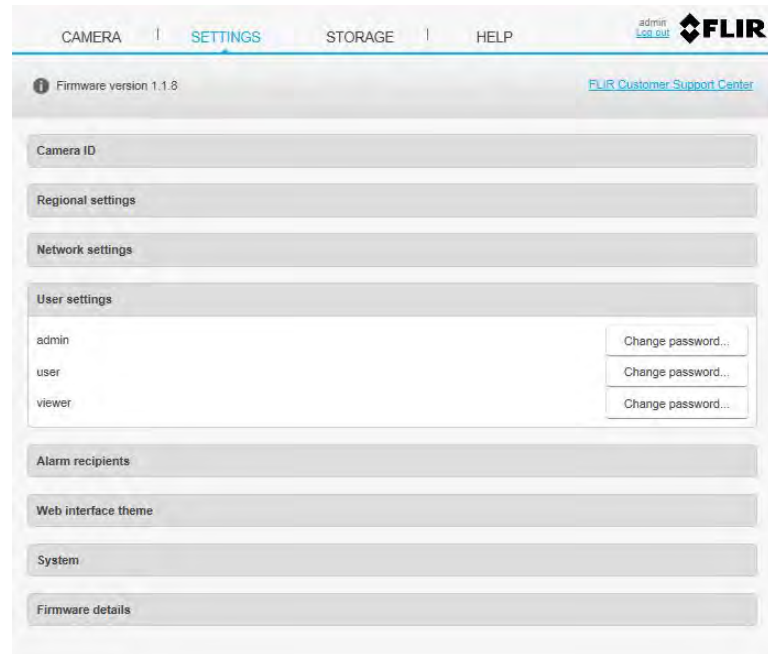 CAMERA | SETTINGS STORAGE | HELP admin Log out FLIR
Firmware version 1.1.8 FLIR Customer Support Center
Camera ID
Regional settings
Network settings
User settings
admin Change password...
user Change password...
viewer Change password...
Alarm recipients
Web interface theme
System
Firmware details